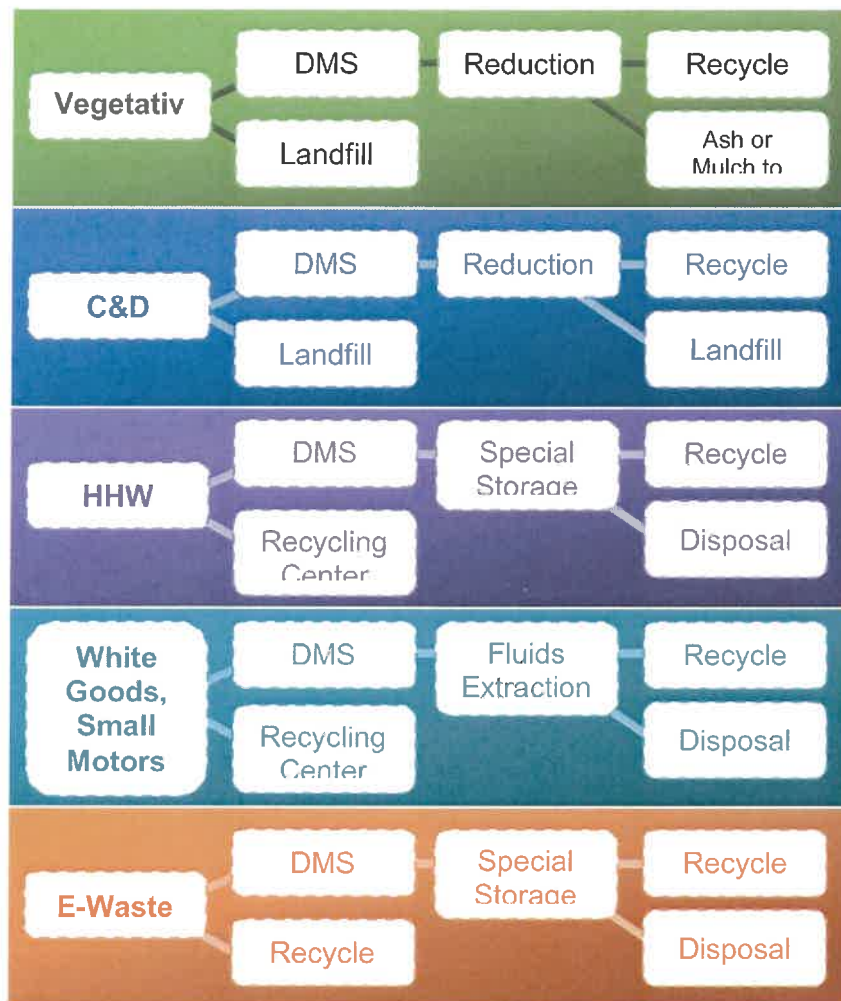 DMS
Reduction
Recycle
Vegetativ
Landfill
Ash or
Mulch to
DMS
Reduction
Recycle
C&D
Landfill
Landfill
DMS
Special
Storage
Recycle
HHW
Recycling
Center
Disposal
White
Goods,
Small
Motors
DMS
Fluids
Extraction
Recycle
Recycling
Center
Disposal
DMS
Special
Storage
Recycle
E-Waste
Recycle
Disposal